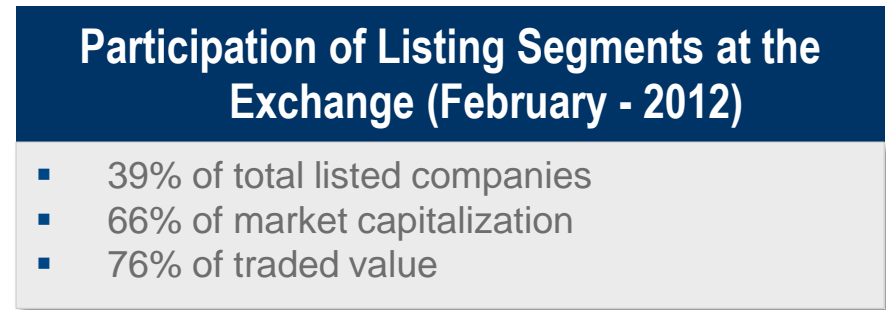 Participation of Listing Segments at the
Exchange (February - 2012)
▪ 39% of total listed companies
▪ 66% of market capitalization
▪ 76% of traded value